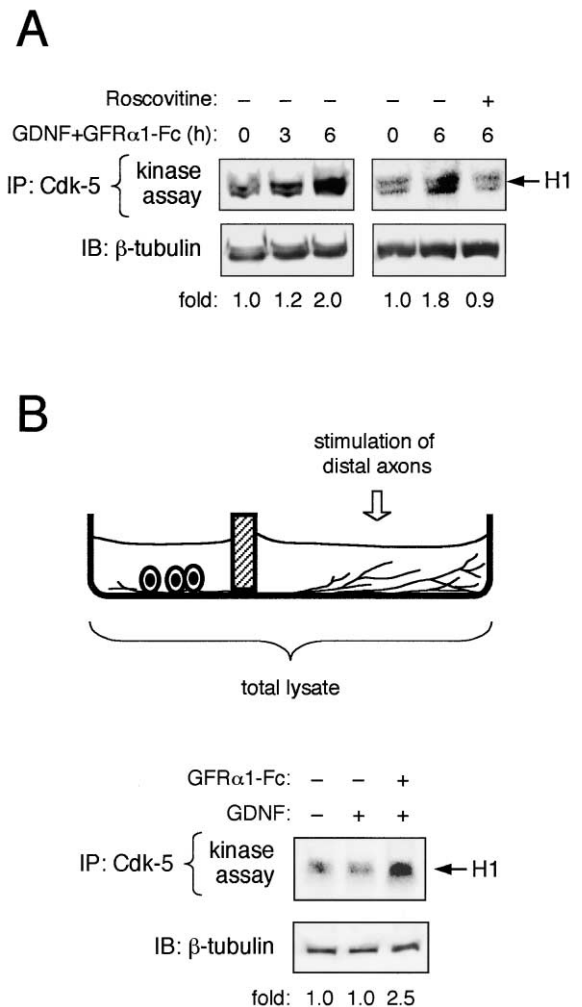 A
Roscovitine: – – – – – +
GDNF+GFRα1-Fc (h): 0 3 6 0 6 6
IP: Cdk-5 { kinase assay
H1
IB: β-tubulin
fold: 1.0 1.2 2.0 1.0 1.8 0.9
B
stimulation of
distal axons
total lysate
GFRα1-Fc: – – +
GDNF: – + +
IP: Cdk-5 { kinase assay
H1
IB: β-tubulin
fold: 1.0 1.0 2.5